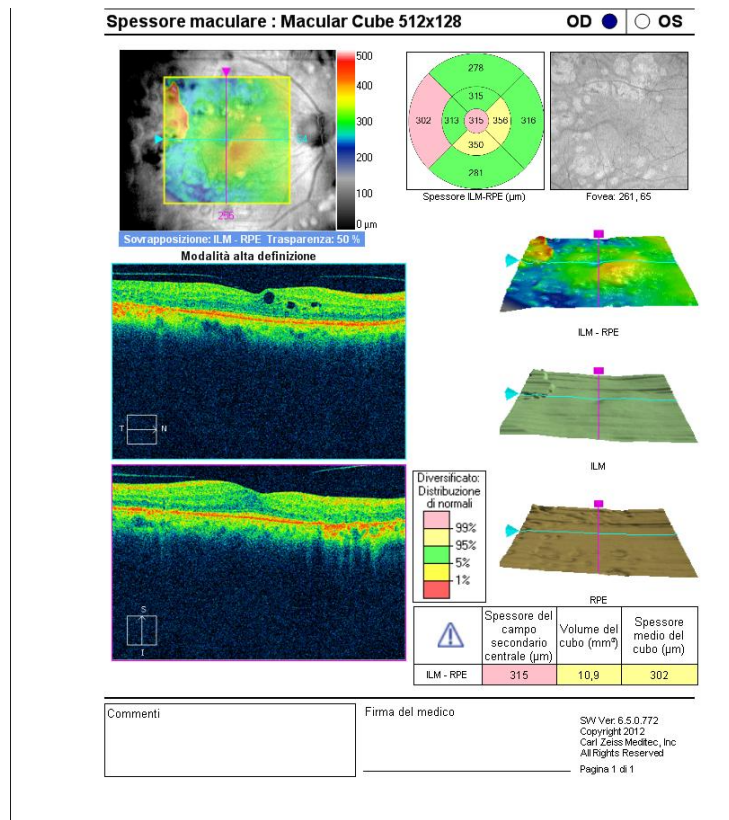 Spessore maculare : Macular Cube 512x128
OD OS
500
400
300
200
100
0 µm
255
Sovrapposizione: ILM - RPE Trasparenza: 50 %
278
315
302
313
315
356
316
350
281
Spessore ILM-RPE (µm)
Fovea: 261, 65
Modalità alta definizione
T
N
ILM - RPE
ILM
RPE
S
I
Diversificato:
Distribuzione
di normali
99%
95%
5%
1%
Spessore del
campo
secondario
centrale (µm)
Volume del
cubo (mm³)
Spessore
medio del
cubo (µm)
ILM - RPE
315
10,9
302
Commenti
Firma del medico
SW Ver: 6.5.0.772
Copyright 2012
Carl Zeiss Meditec, Inc
All Rights Reserved
Pagina 1 di 1